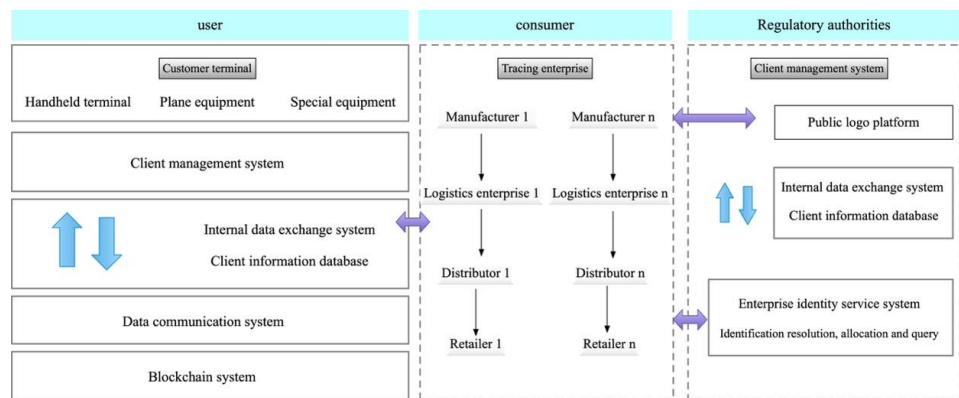 user
Customer terminal
Handheld terminal Plane equipment Special equipment
Client management system
Internal data exchange system
Client information database
Data communication system
Blockchain system
consumer
Tracing enterprise
Manufacturer 1 Manufacturer n
Logistics enterprise 1 Logistics enterprise n
Distributor 1 Distributor n
Retailer 1 Retailer n
Regulatory authorities
Client management system
Public logo platform
Internal data exchange system
Client information database
Enterprise identity service system
Identification resolution, allocation and query